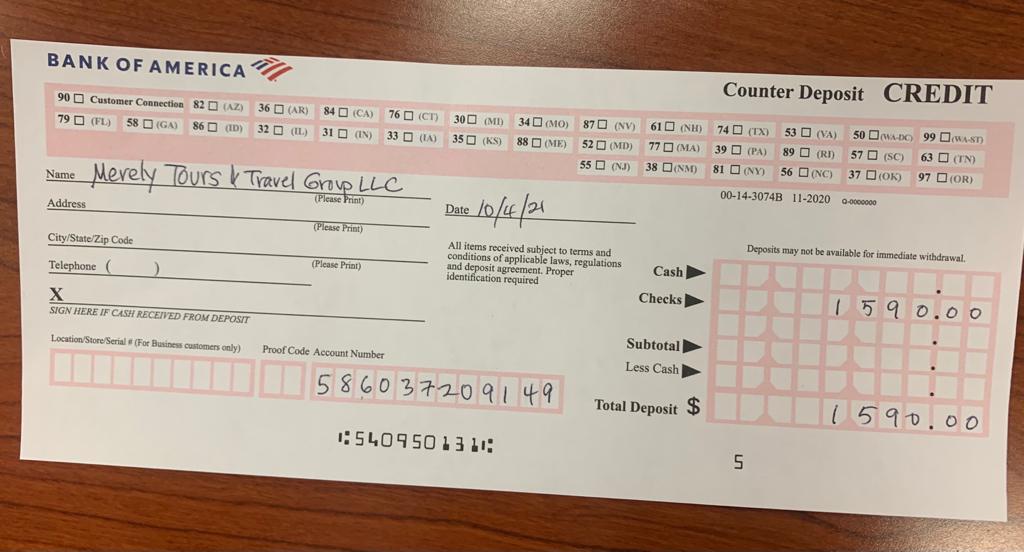 BANK OF AMERICA
Counter Deposit CREDIT
90 ☐ Customer Connection 82 ☐ (AZ) 36 ☐ (AR) 84 ☐ (CA) 76 ☐ (CT) 30 ☐ (MI) 34 ☐ (MO) 87 ☐ (NV) 61 ☐ (NH) 74 ☐ (TX) 53 ☐ (VA) 50 ☐ (WA-DC) 99 ☐ (WA-ST)
79 ☐ (FL) 58 ☐ (GA) 86 ☐ (ID) 32 ☐ (IL) 31 ☐ (IN) 33 ☐ (IA) 35 ☐ (KS) 88 ☐ (ME) 52 ☐ (MD) 77 ☐ (MA) 39 ☐ (PA) 89 ☐ (RI) 57 ☐ (SC) 63 ☐ (TN)
55 ☐ (NJ) 38 ☐ (NM) 81 ☐ (NY) 56 ☐ (NC) 37 ☐ (OK) 97 ☐ (OR)
00-14-3074B 11-2020 Q-0000000
Name Merely Tours & Travel Group LLC
(Please Print)
Address
(Please Print)
Date 10/4/21
City/State/Zip Code
(Please Print)
Telephone ( )
X
SIGN HERE IF CASH RECEIVED FROM DEPOSIT
All items received subject to terms and
conditions of applicable laws, regulations
and deposit agreement. Proper
identification required
Deposits may not be available for immediate withdrawal.
Cash
Checks 1590.00
Subtotal
Less Cash
Total Deposit $ 1590.00
Location/Store/Serial # (For Business customers only) Proof Code Account Number
586037209149
⑆540950131⑆
5